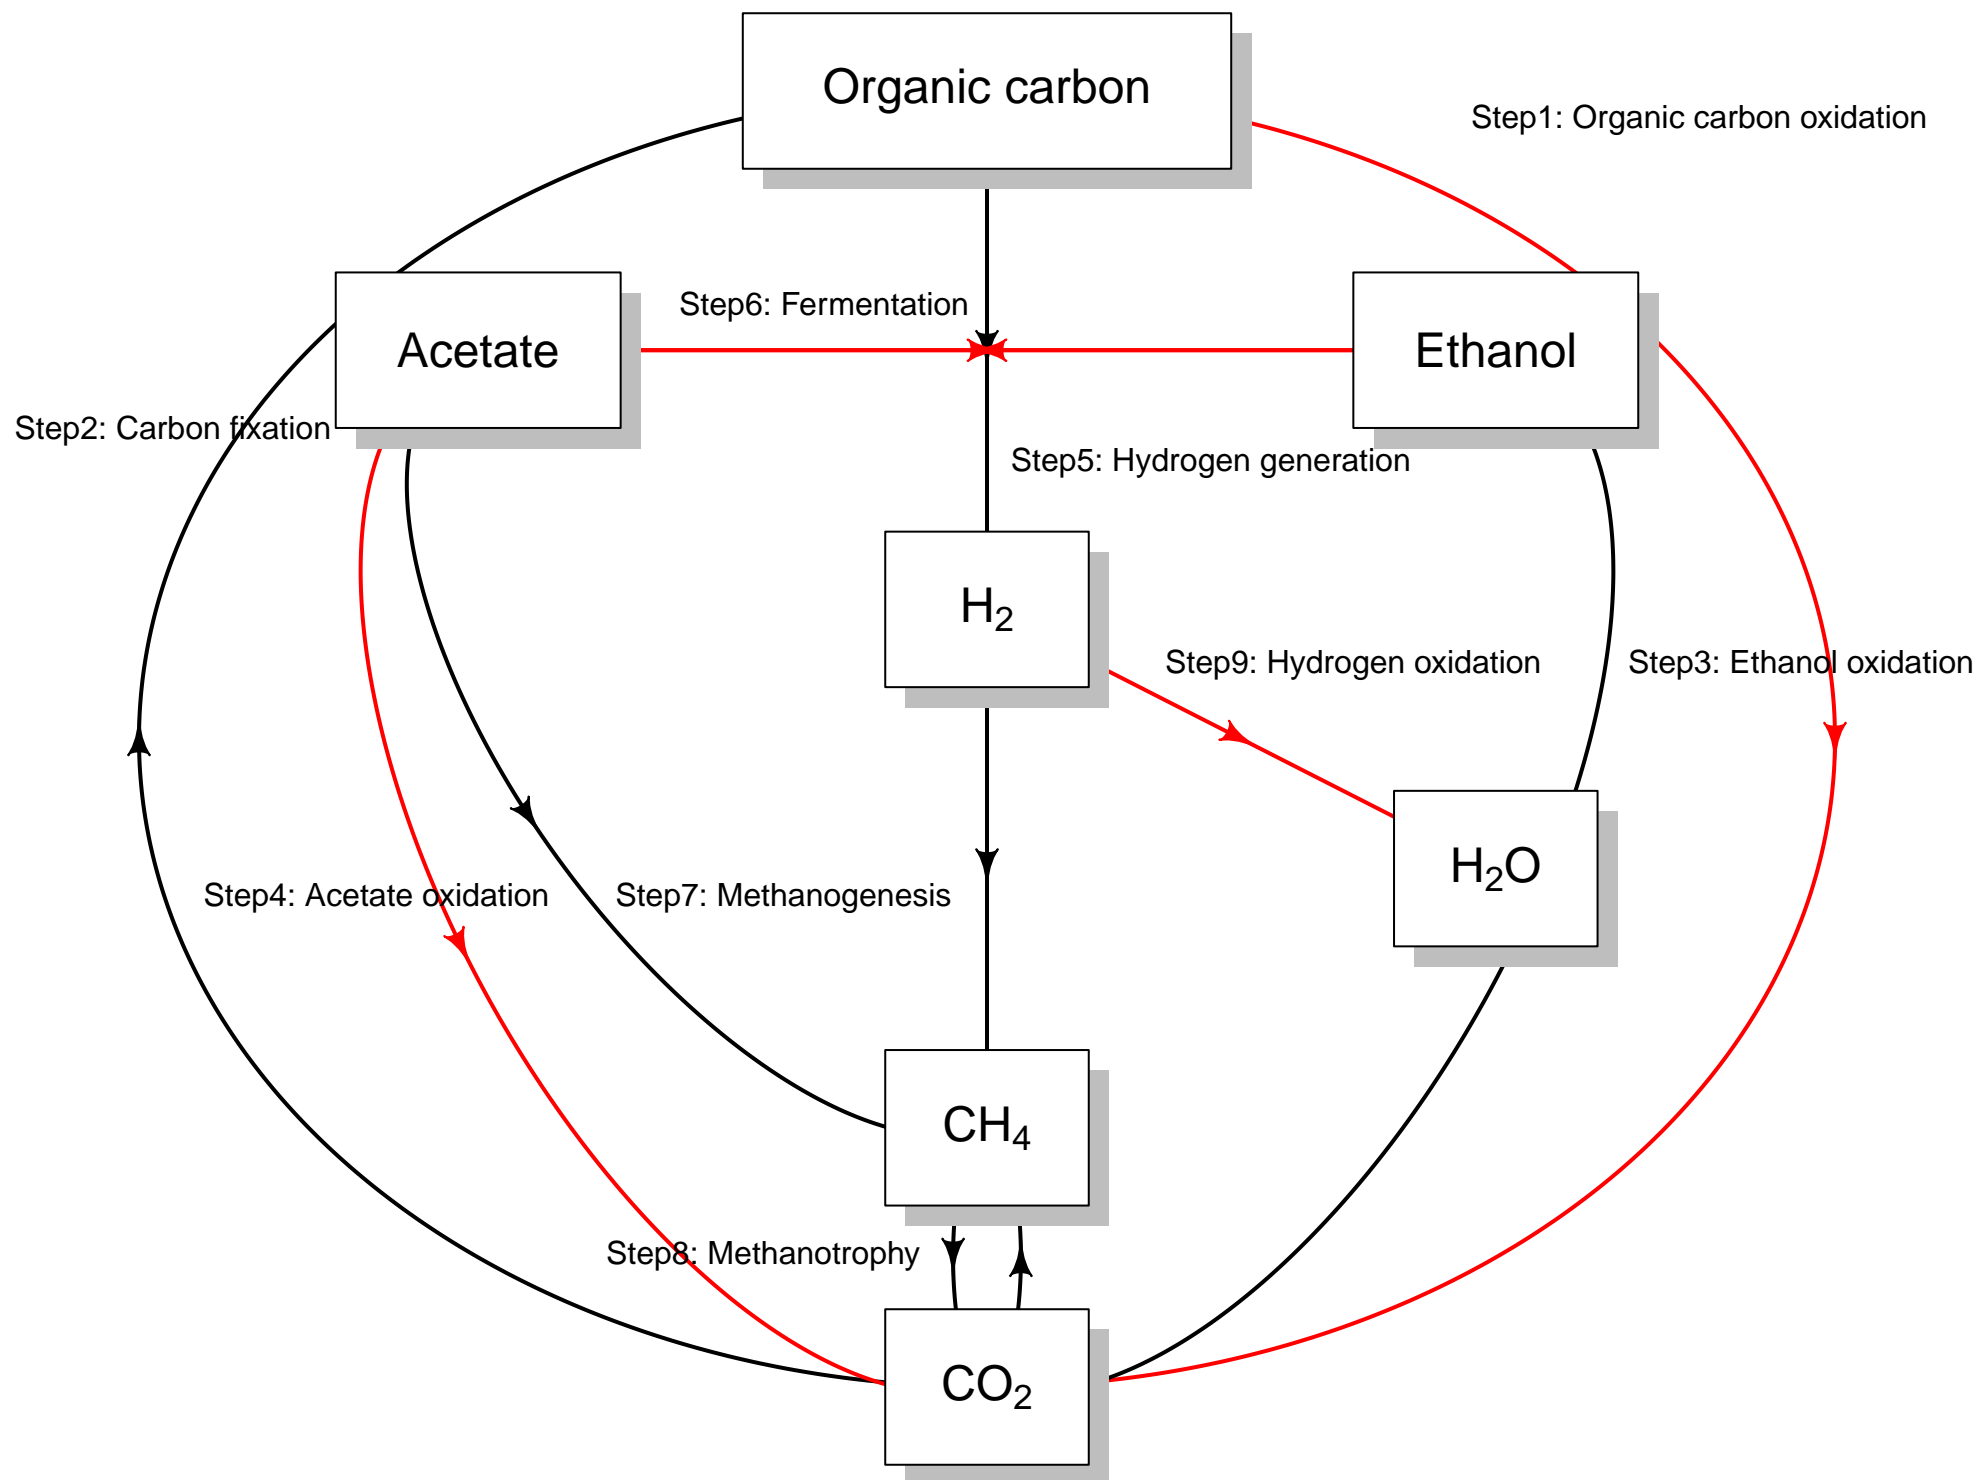 Organic carbon
Step1: Organic carbon oxidation
Step6: Fermentation
Acetate
Ethanol
Step2: Carbon fixation
Step5: Hydrogen generation
H₂
Step9: Hydrogen oxidation
Step3: Ethanol oxidation
H₂O
Step4: Acetate oxidation
Step7: Methanogenesis
CH₄
Step8: Methanotrophy
CO₂